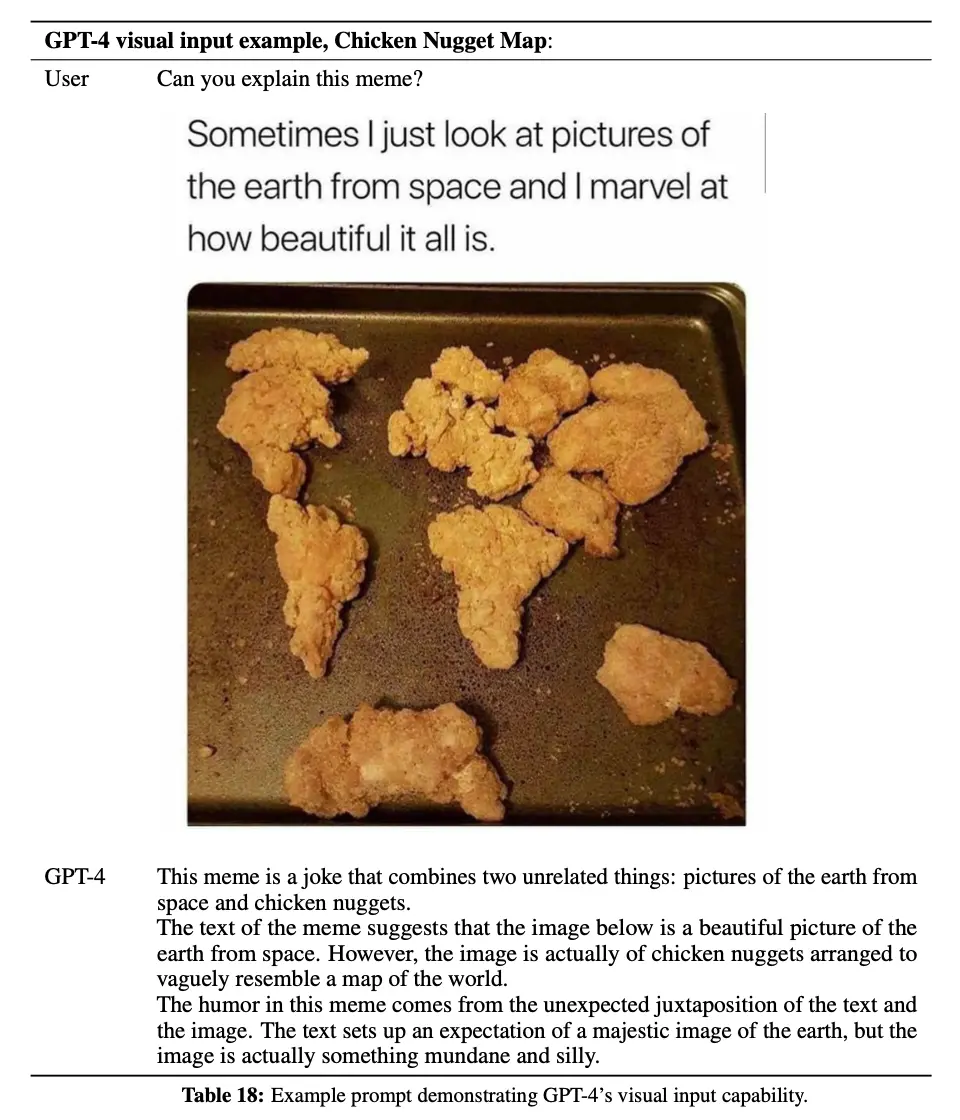 GPT-4 visual input example, Chicken Nugget Map:
User Can you explain this meme?
Sometimes I just look at pictures of
the earth from space and I marvel at
how beautiful it all is.
GPT-4 This meme is a joke that combines two unrelated things: pictures of the earth from
space and chicken nuggets.
The text of the meme suggests that the image below is a beautiful picture of the
earth from space. However, the image is actually of chicken nuggets arranged to
vaguely resemble a map of the world.
The humor in this meme comes from the unexpected juxtaposition of the text and
the image. The text sets up an expectation of a majestic image of the earth, but the
image is actually something mundane and silly.
Table 18: Example prompt demonstrating GPT-4's visual input capability.